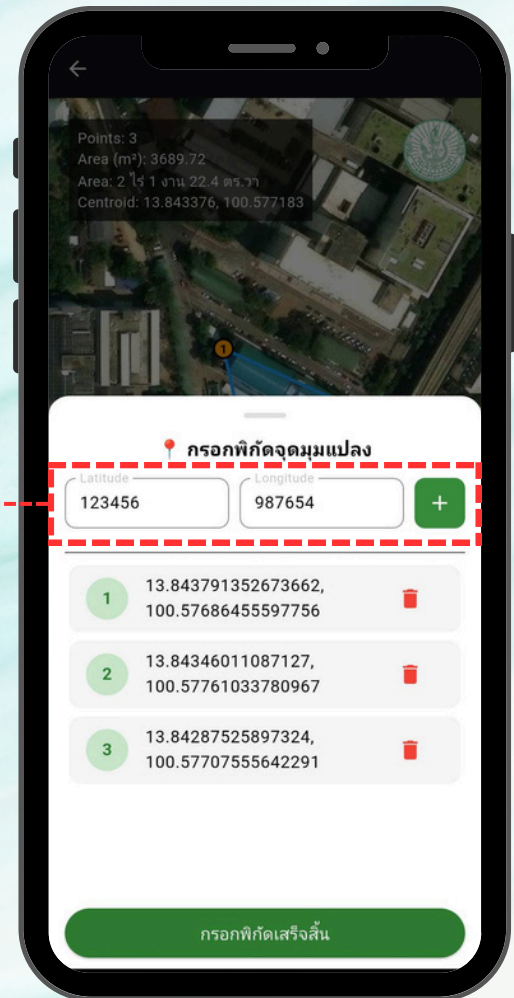 Points: 3
Area (m²): 3689.72
Area: 2 ไร่ 1 งาน 22.4 ตร.วา
Centroid: 13.843376, 100.577183
1
📍 กรอกพิกัดจุดมุมแปลง
Latitude Longitude
123456 987654 +
1 13.843791352673662,
100.57686455597756
2 13.84346011087127,
100.57761033780967
3 13.84287525897324,
100.57707555642291
กรอกพิกัดเสร็จสิ้น